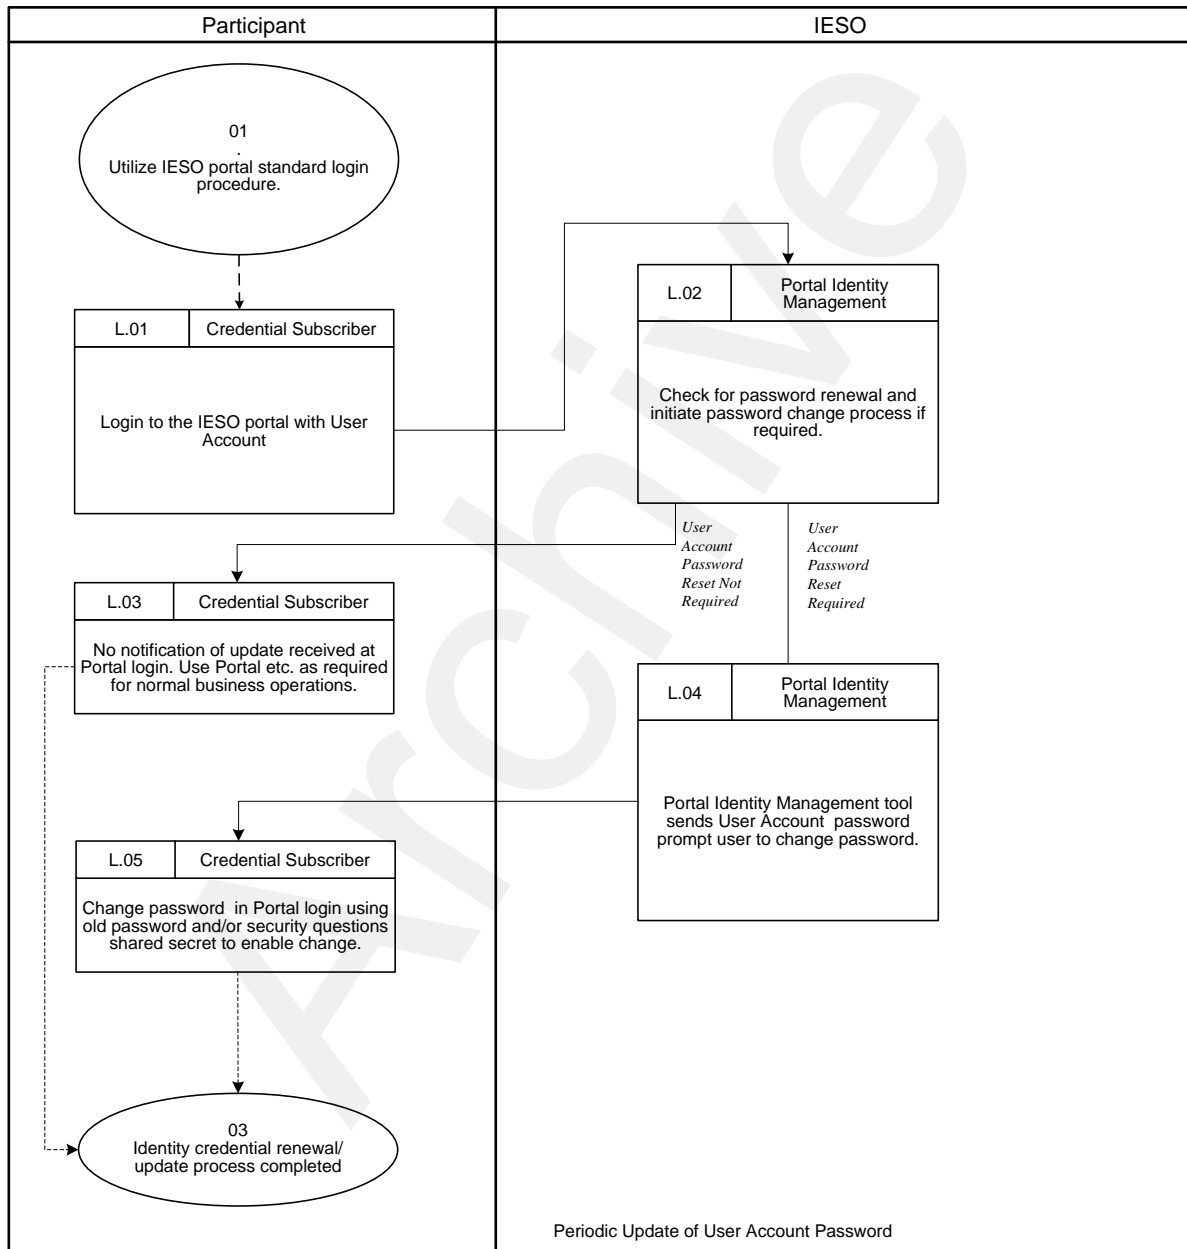 Participant
IESO
01
.
Utilize IESO portal standard login
procedure.
L.01
Credential Subscriber
Login to the IESO portal with User
Account
L.02
Portal Identity
Management
Check for password renewal and
initiate password change process if
required.
User
Account
Password
Reset Not
Required
User
Account
Password
Reset
Required
L.03
Credential Subscriber
No notification of update received at
Portal login. Use Portal etc. as required
for normal business operations.
L.04
Portal Identity
Management
Portal Identity Management tool
sends User Account  password
prompt user to change password.
L.05
Credential Subscriber
Change password  in Portal login using
old password and/or security questions
shared secret to enable change.
03
Identity credential renewal/
update process completed
Periodic Update of User Account Password
Archive